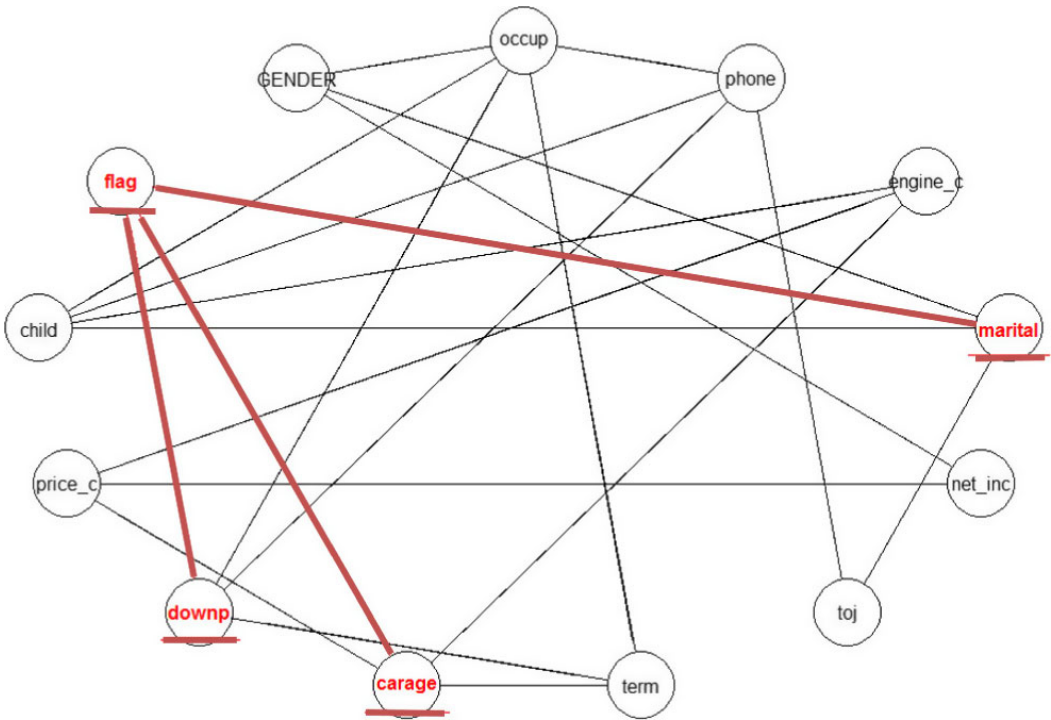 occup
GENDER
phone
flag
engine_c
child
marital
price_c
net_inc
downp
toj
carage
term